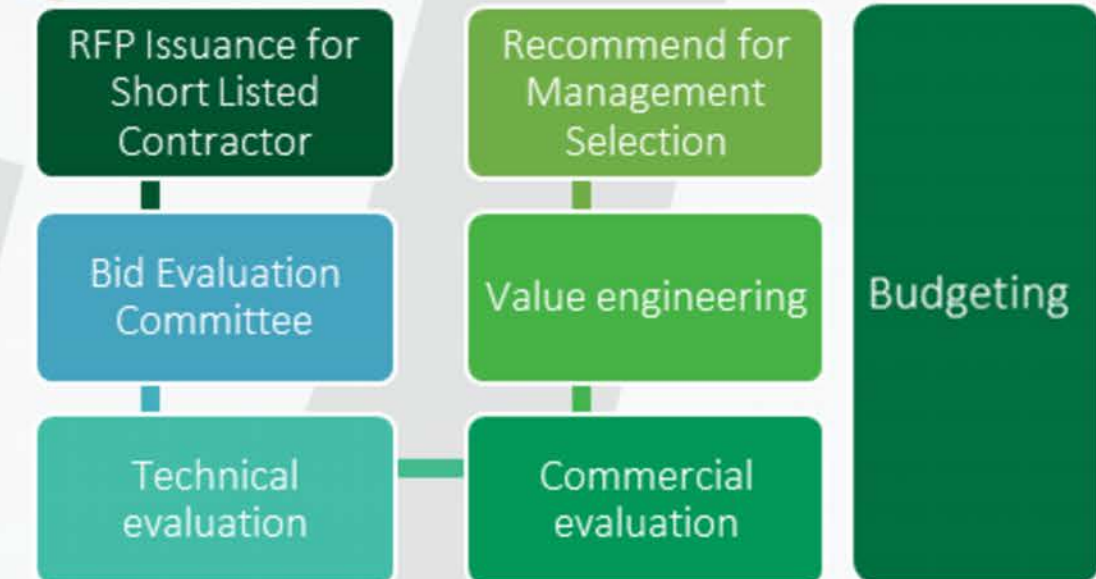 RFP Issuance for
Short Listed
Contractor
Bid Evaluation
Committee
Technical
evaluation
Commercial
evaluation
Value engineering
Recommend for
Management
Selection
Budgeting